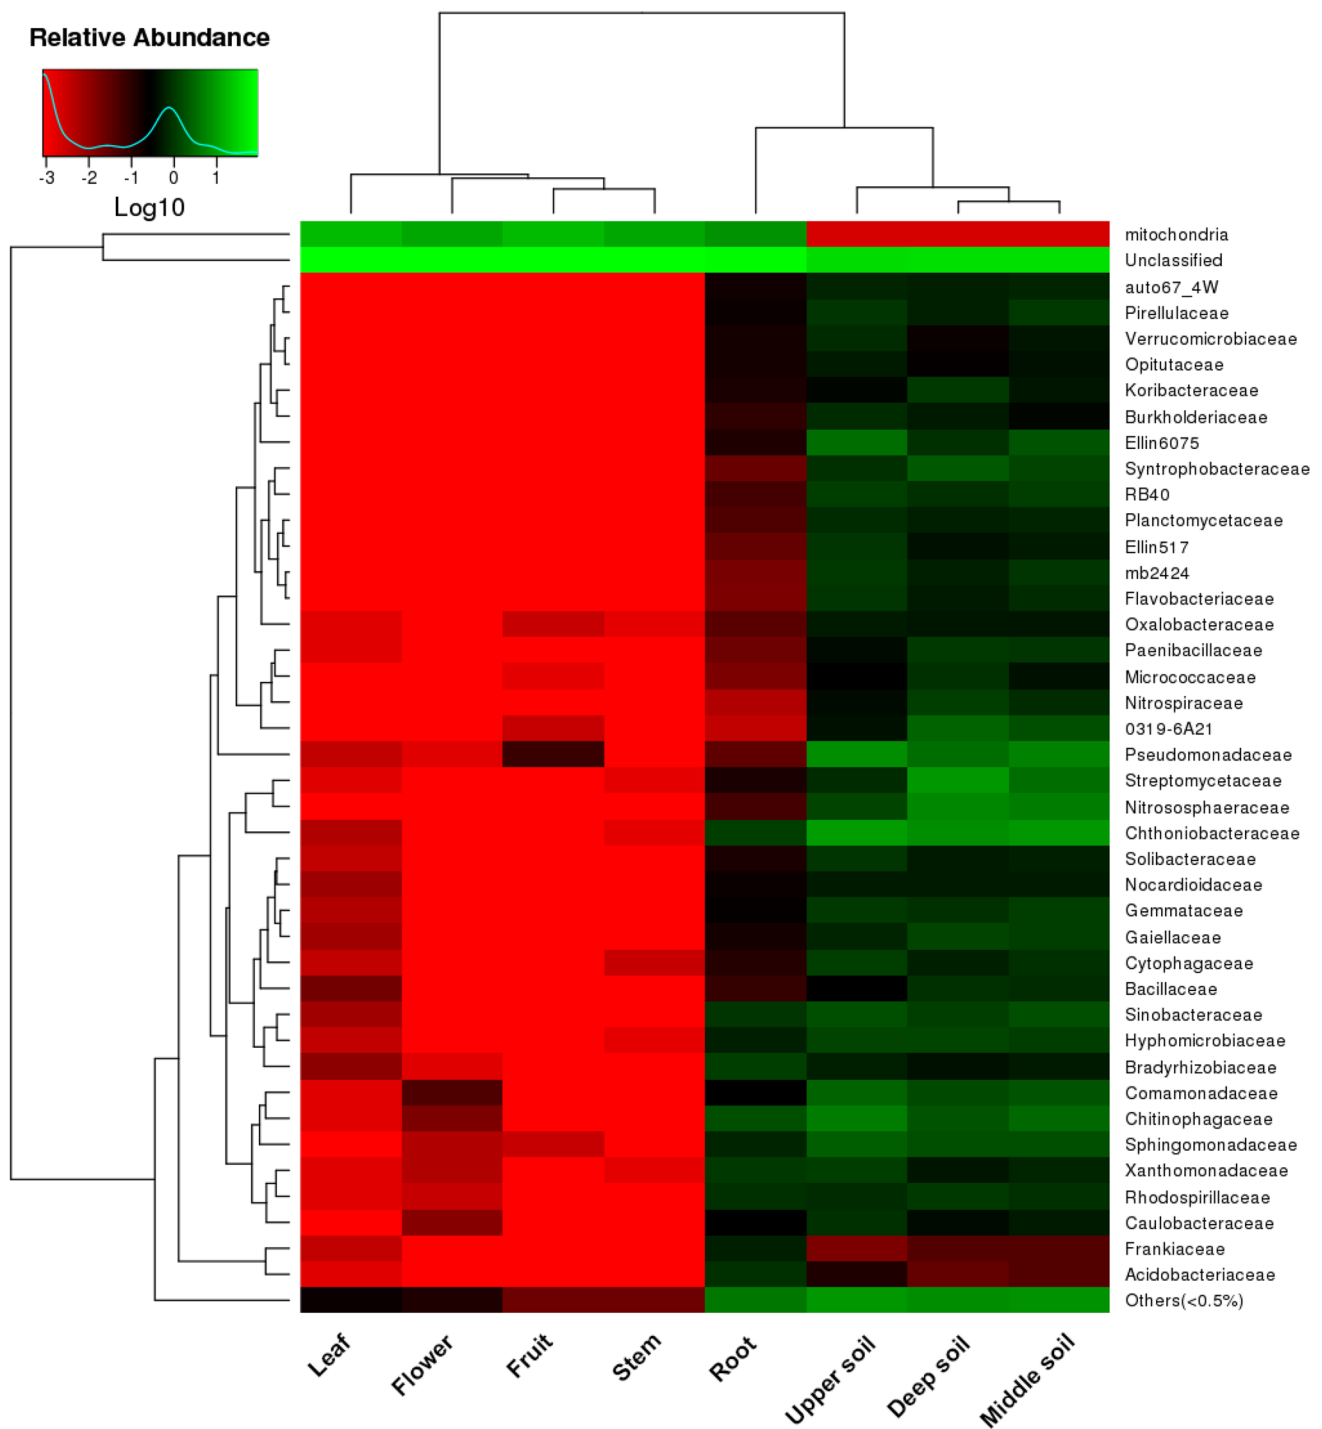 Relative Abundance
-3 -2 -1 0 1
Log10
mitochondria
Unclassified
auto67_4W
Pirellulaceae
Verrucomicrobiaceae
Opitutaceae
Koribacteraceae
Burkholderiaceae
Ellin6075
Syntrophobacteraceae
RB40
Planctomycetaceae
Ellin517
mb2424
Flavobacteriaceae
Oxalobacteraceae
Paenibacillaceae
Micrococcaceae
Nitrospiraceae
0319-6A21
Pseudomonadaceae
Streptomycetaceae
Nitrososphaeraceae
Chthoniobacteraceae
Solibacteraceae
Nocardioidaceae
Gemmataceae
Gaiellaceae
Cytophagaceae
Bacillaceae
Sinobacteraceae
Hyphomicrobiaceae
Bradyrhizobiaceae
Comamonadaceae
Chitinophagaceae
Sphingomonadaceae
Xanthomonadaceae
Rhodospirillaceae
Caulobacteraceae
Frankiaceae
Acidobacteriaceae
Others(<0.5%)
Leaf
Flower
Fruit
Stem
Root
Upper soil
Deep soil
Middle soil